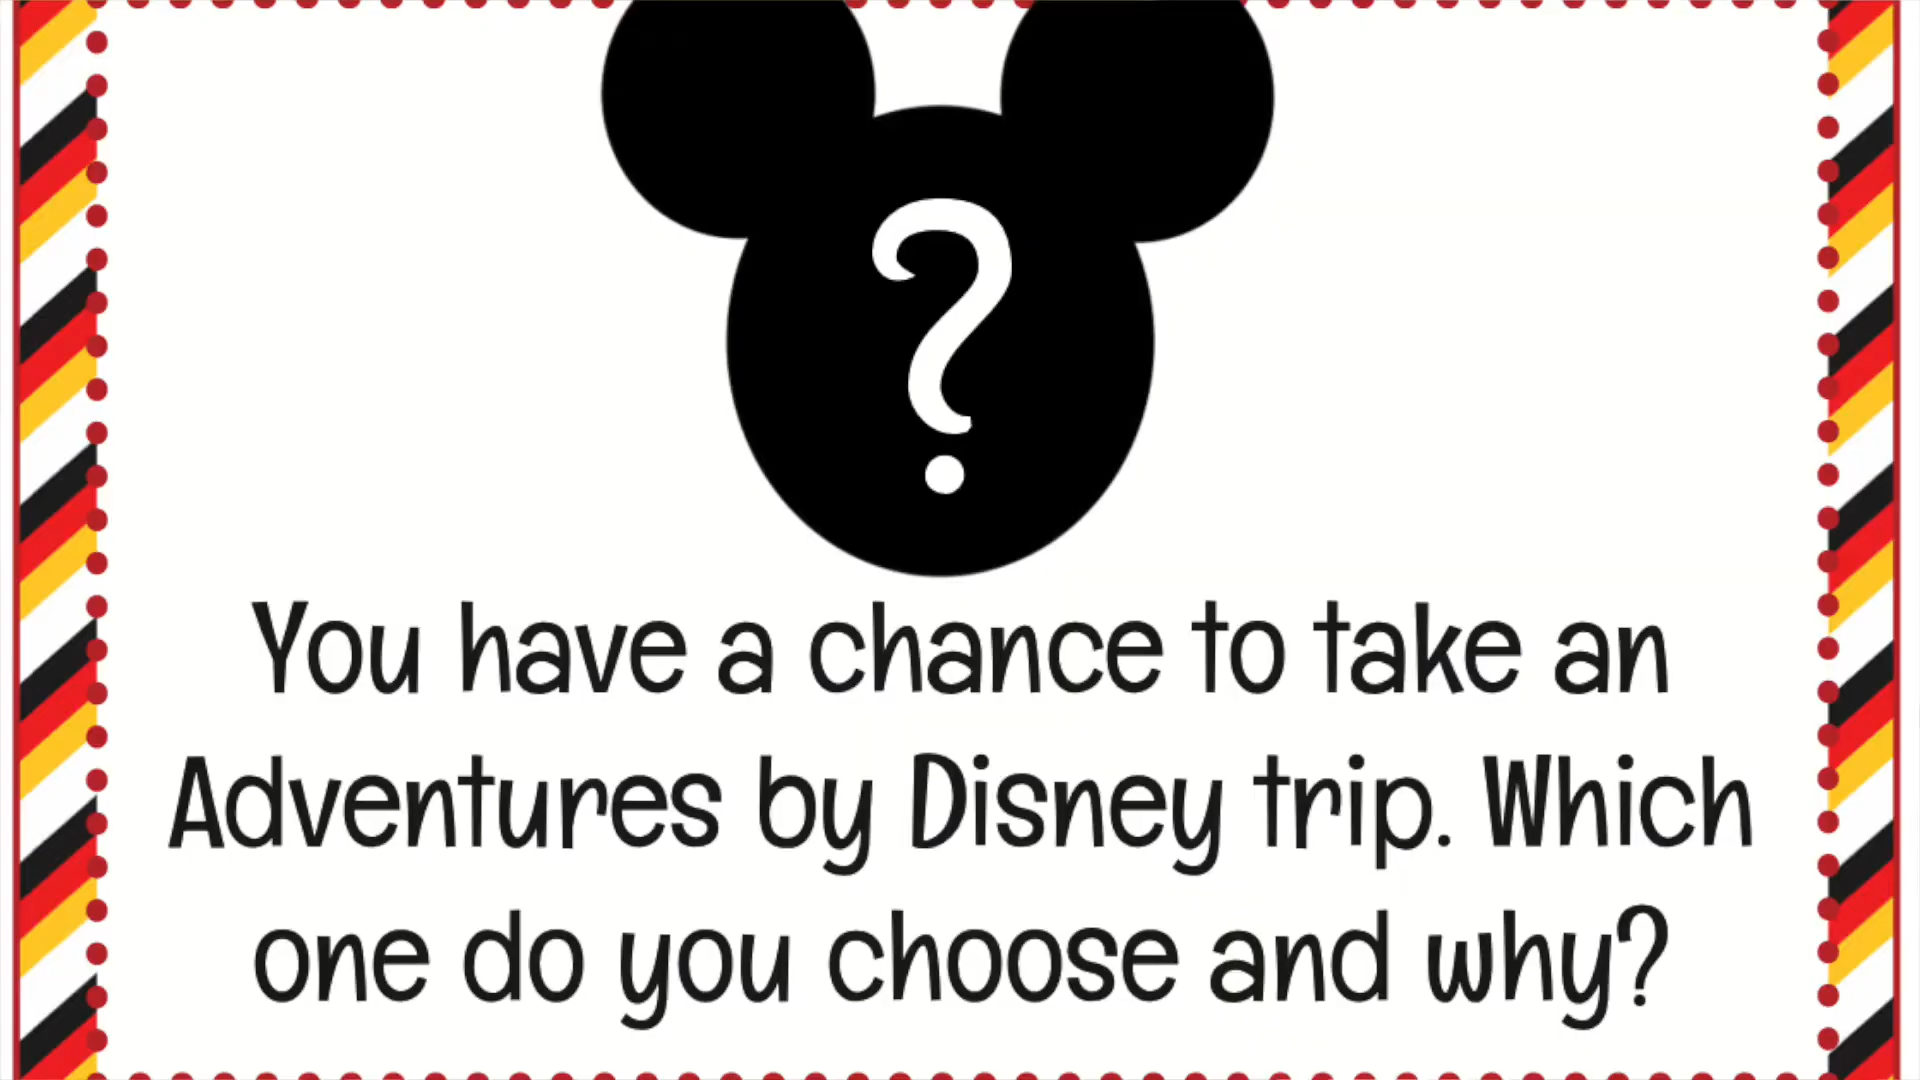 ?
You have a chance to take an
Adventures by Disney trip. Which
one do you choose and why?